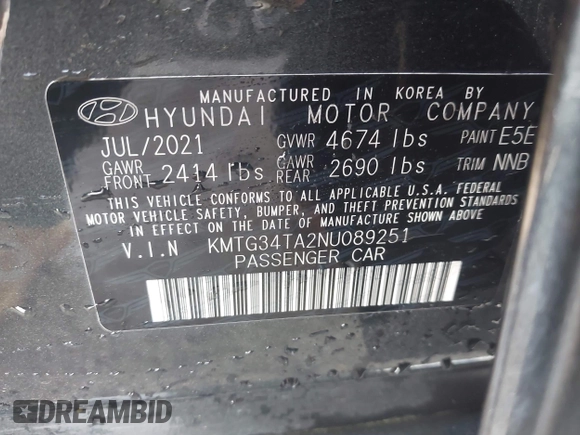 MANUFACTURED IN KOREA BY
HYUNDAI MOTOR COMPANY
JUL/2021 GVWR 4674 lbs PAINT E5E
GAWR FRONT 2414 lbs GAWR REAR 2690 lbs TRIM NNB
THIS VEHICLE CONFORMS TO ALL APPLICABLE U.S.A. FEDERAL
MOTOR VEHICLE SAFETY, BUMPER, AND THEFT PREVENTION STANDARDS
IN EFFECT ON THE DATE OF MANUFACTURE SHOWN ABOVE.
V.I.N KMTG34TA2NU089251
PASSENGER CAR
DREAMBID